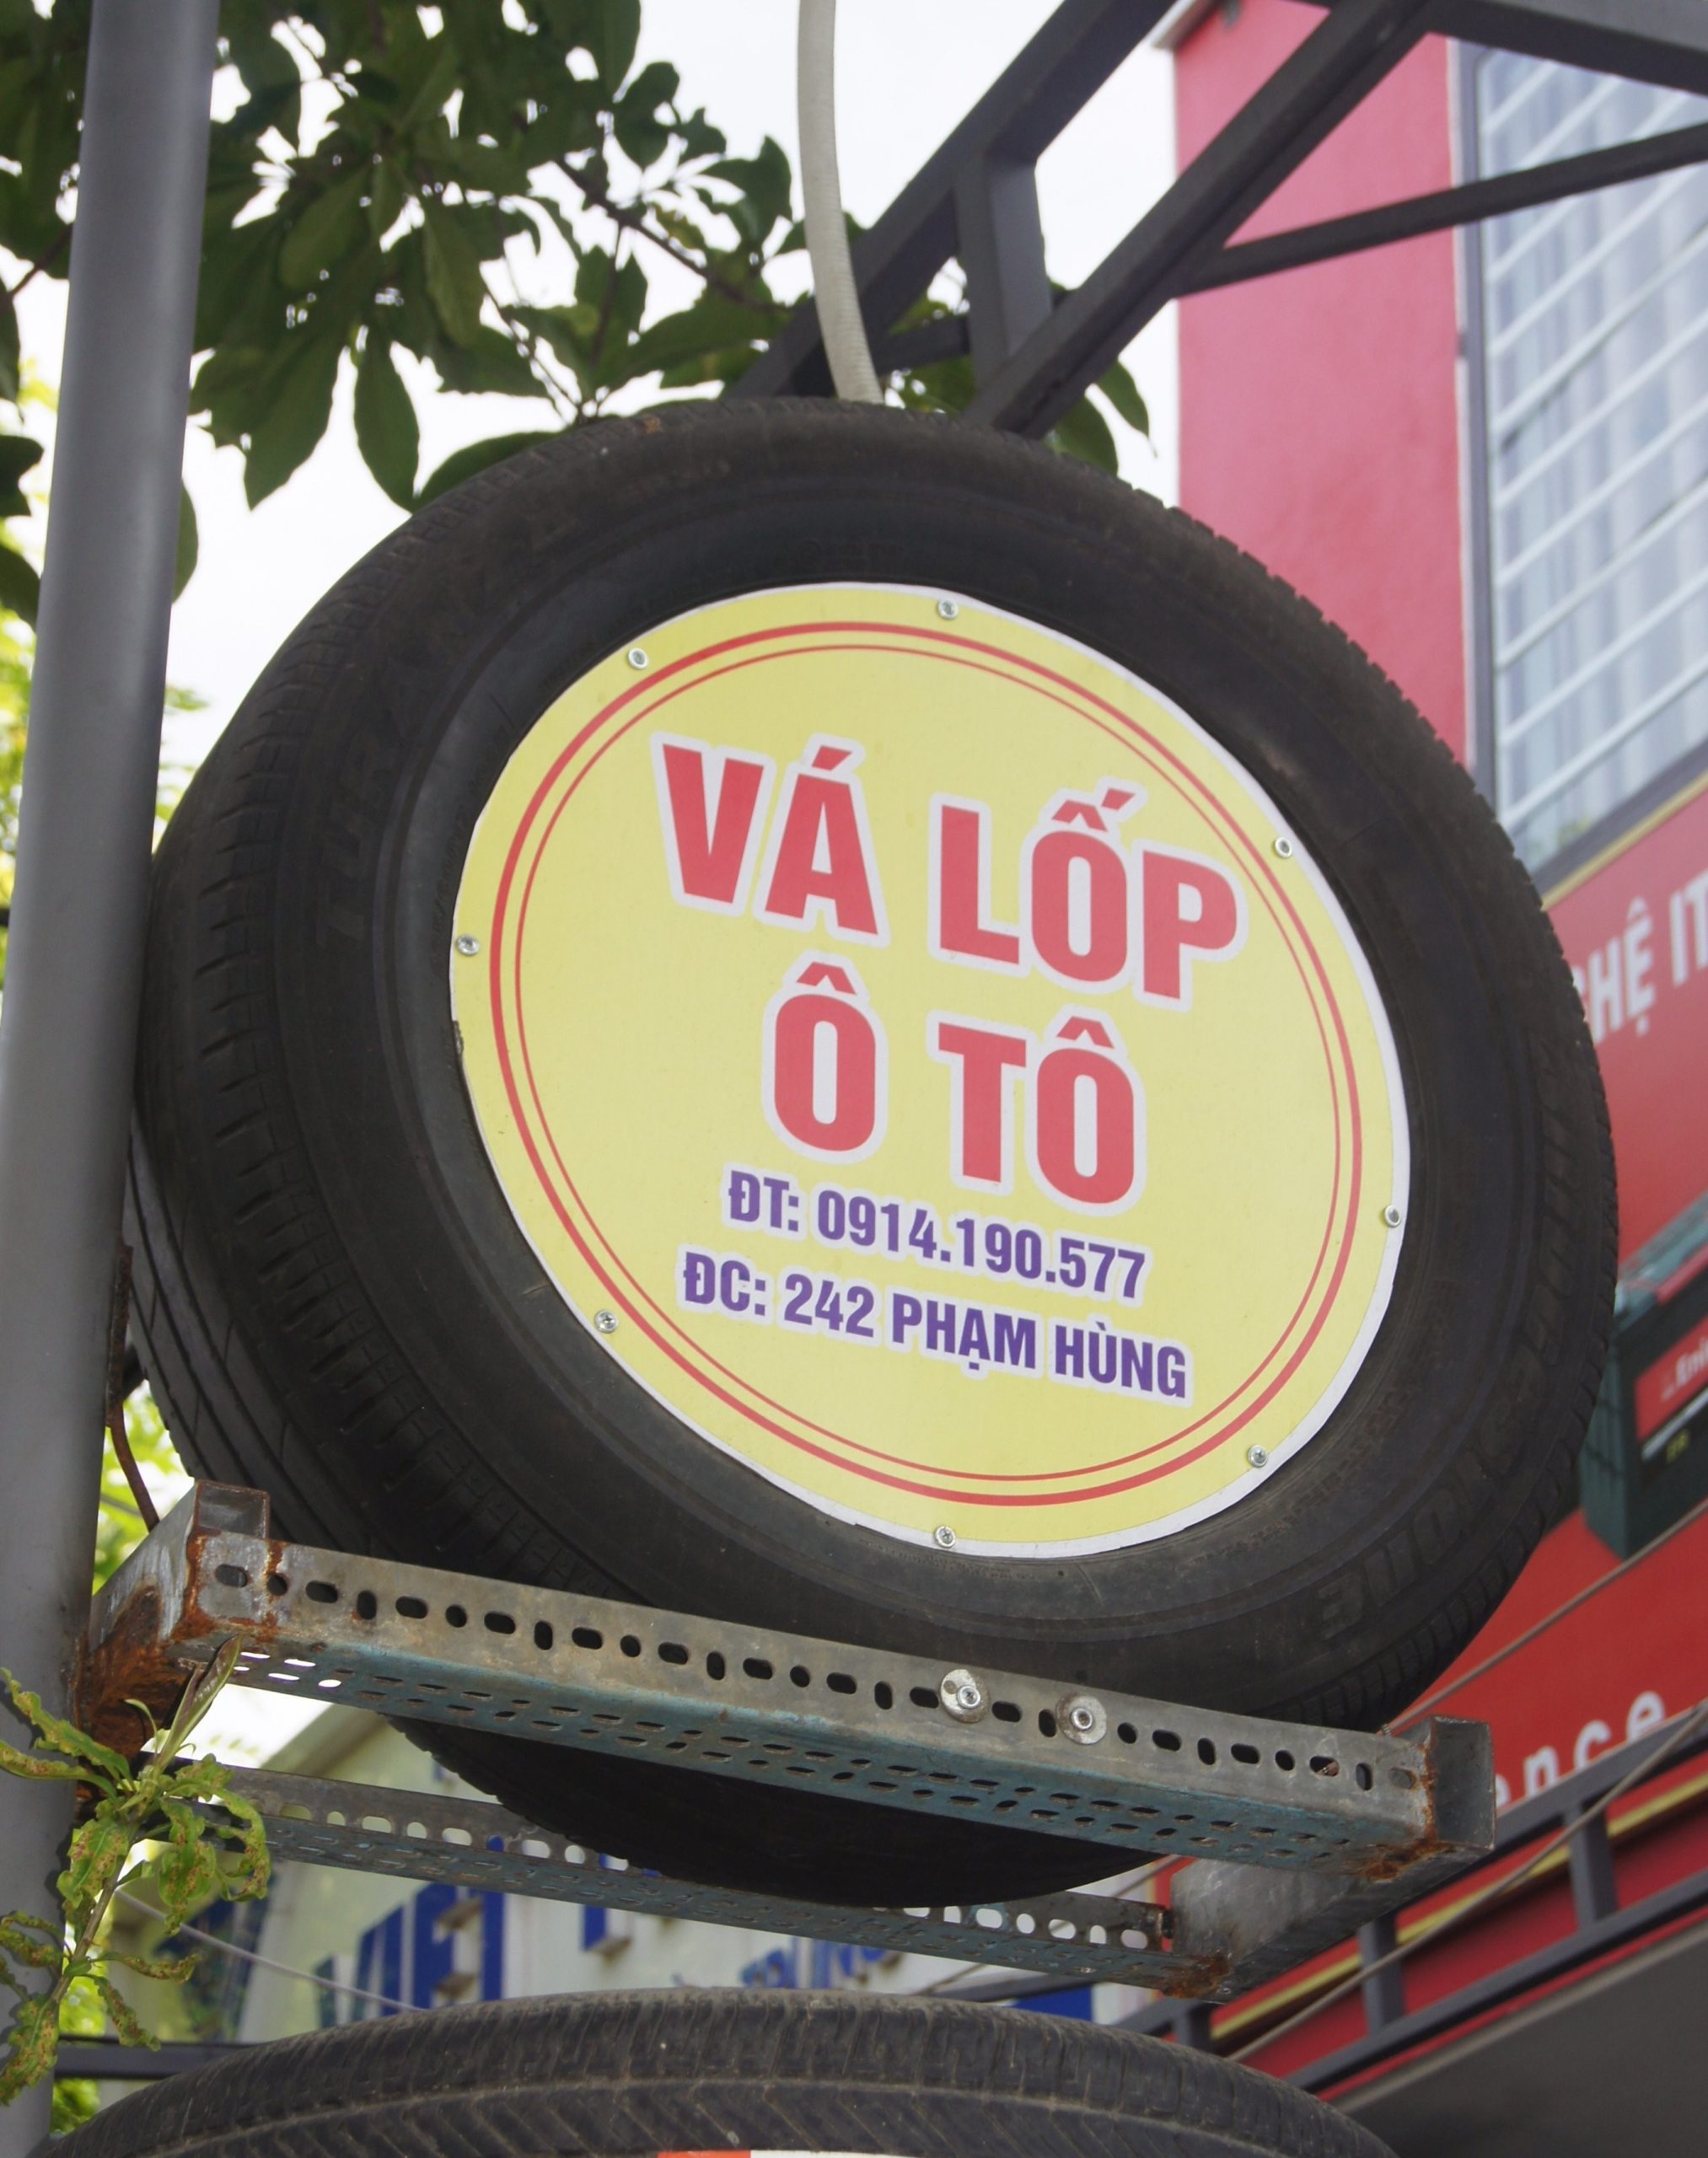 VÁ LỐP
Ô TÔ
ĐT: 0914.190.577
ĐC: 242 PHẠM HÙNG